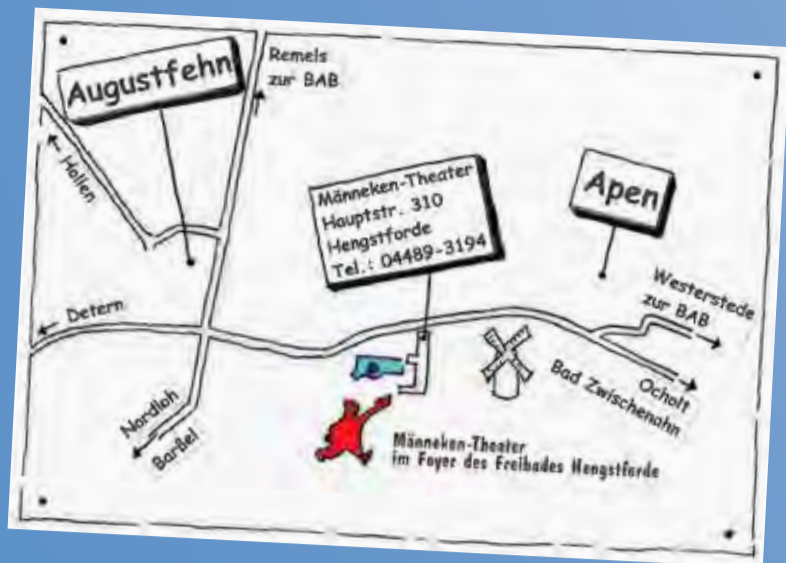 Augustfehn
Remels
zur BAB
Hollen
Männeken-Theater
Hauptstr. 310
Hengstforde
Tel.: 04489-3194
Apen
Detern
Westerstede
zur BAB
Nordloh
Barßel
Ocholt
Bad Zwischenahn
Männeken-Theater
im Foyer des Freibades Hengstforde